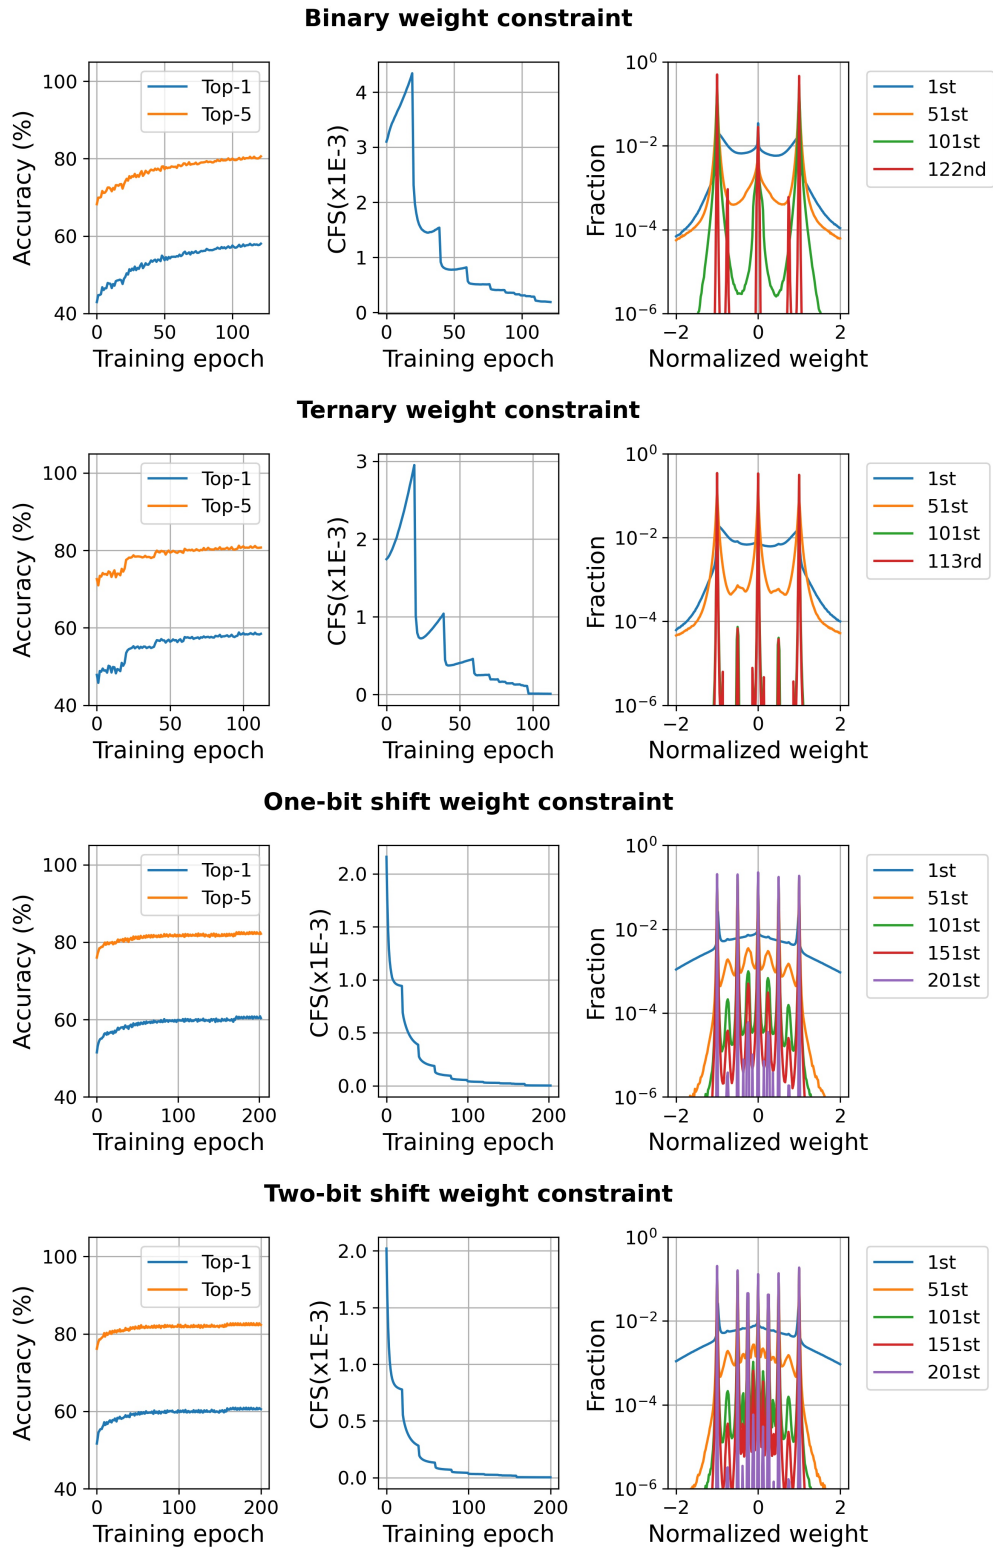 Binary weight constraint
Accuracy (%)
100
80
60
40
Top-1
Top-5
0 100
Training epoch
CFS(x1E-3)
4
3
2
1
0
0 50 100
Training epoch
Fraction
10^0
10^−2
10^−4
10^−6
−2 0 2
Normalized weight
1st
51st
101st
122nd
Ternary weight constraint
Accuracy (%)
100
80
60
40
Top-1
Top-5
0 50 100
Training epoch
CFS(x1E-3)
3
2
1
0
0 50 100
Training epoch
Fraction
10^0
10^−2
10^−4
10^−6
−2 0 2
Normalized weight
1st
51st
101st
113rd
One-bit shift weight constraint
Accuracy (%)
100
80
60
40
Top-1
Top-5
0 100 200
Training epoch
CFS(x1E-3)
2.0
1.5
1.0
0.5
0.0
0 100 200
Training epoch
Fraction
10^0
10^−2
10^−4
10^−6
−2 0 2
Normalized weight
1st
51st
101st
151st
201st
Two-bit shift weight constraint
Accuracy (%)
100
80
60
40
Top-1
Top-5
0 100 200
Training epoch
CFS(x1E-3)
2.0
1.5
1.0
0.5
0.0
0 100 200
Training epoch
Fraction
10^0
10^−2
10^−4
10^−6
−2 0 2
Normalized weight
1st
51st
101st
151st
201st